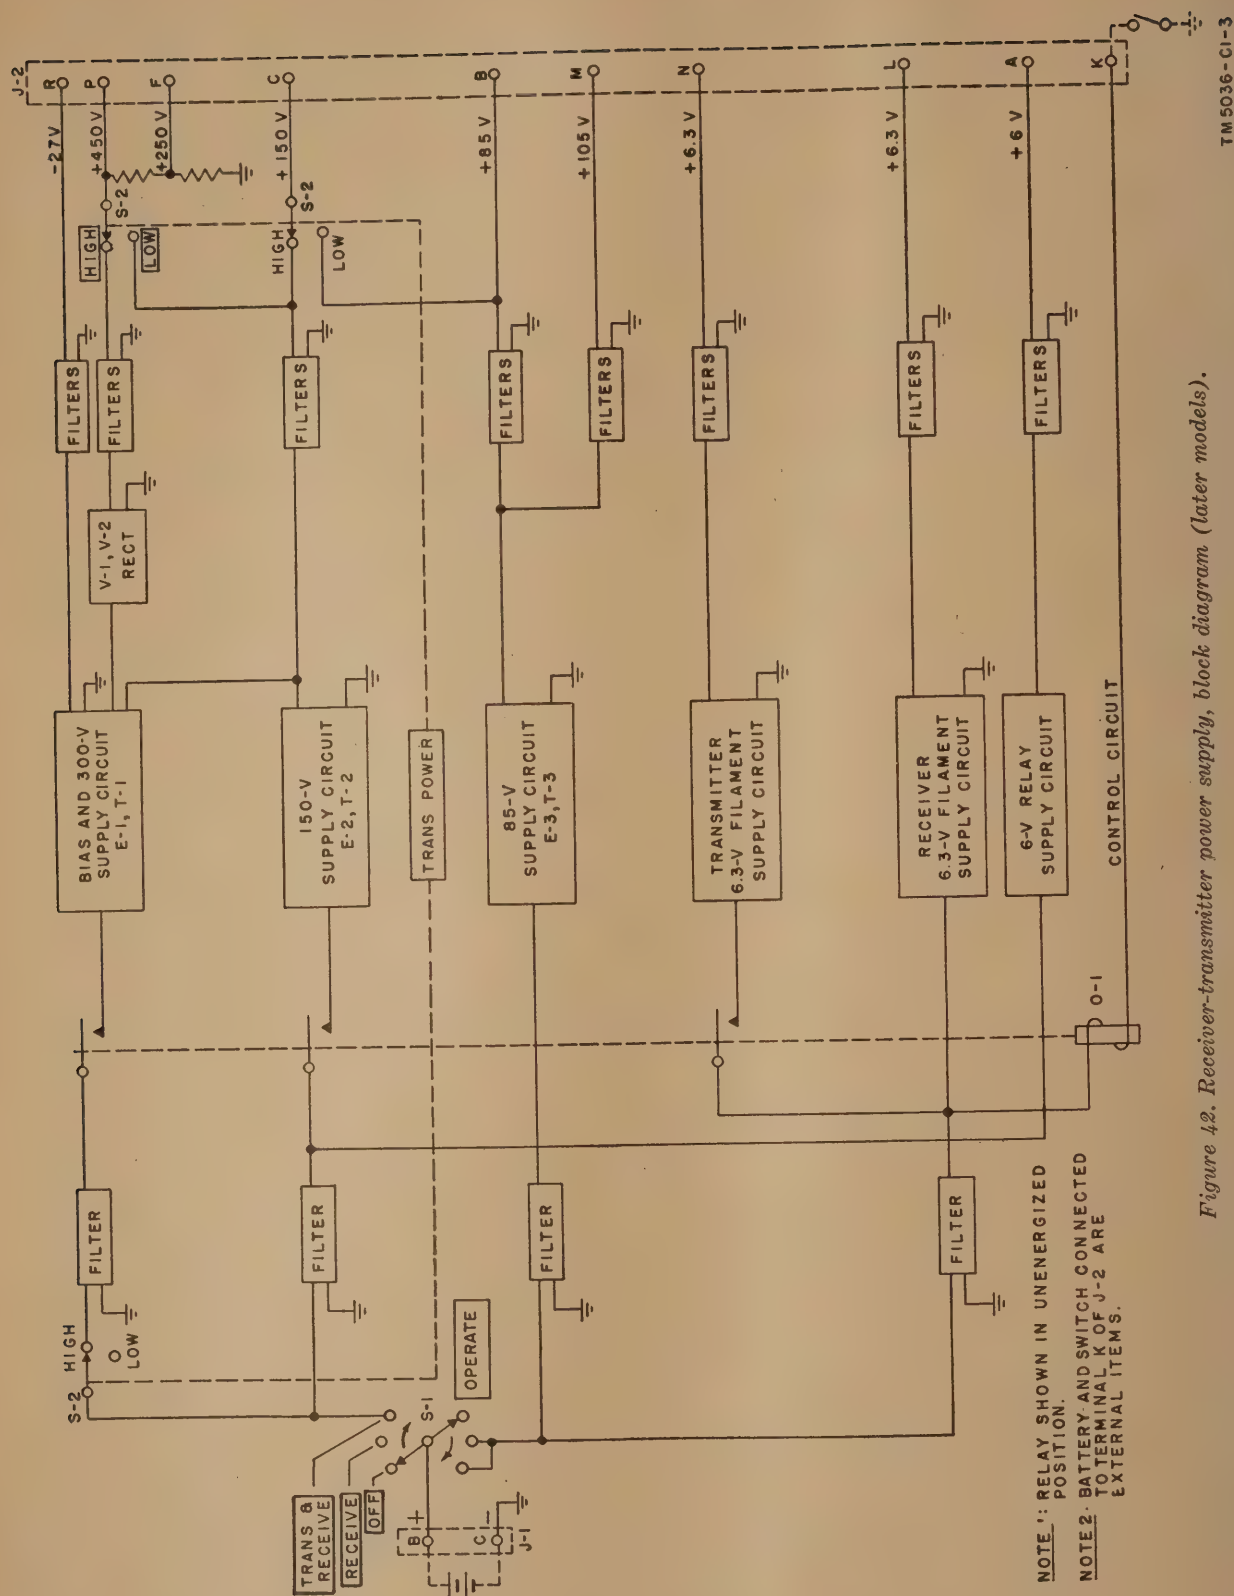 J-2
R
P
F
C
B
M
N
L
A
K
-27V
+450V
+250V
+150V
+85V
+105V
+6.3V
+6.3V
+6V
S-2
HIGH
LOW
S-2
HIGH
LOW
FILTERS
FILTERS
FILTERS
FILTERS
FILTERS
FILTERS
FILTERS
FILTERS
V-1, V-2
RECT
BIAS AND 300-V
SUPPLY CIRCUIT
E-1, T-1
150-V
SUPPLY CIRCUIT
E-2, T-2
TRANS POWER
85-V
SUPPLY CIRCUIT
E-3, T-3
TRANSMITTER
6.3-V FILAMENT
SUPPLY CIRCUIT
RECEIVER
6.3-V FILAMENT
SUPPLY CIRCUIT
6-V RELAY
SUPPLY CIRCUIT
CONTROL CIRCUIT
O-1
FILTER
FILTER
FILTER
FILTER
S-2
HIGH
LOW
S-1
OPERATE
TRANS &
RECEIVE
RECEIVE
OFF
B
+
C
-
J-1
NOTE 1: RELAY SHOWN IN UNENERGIZED
POSITION.
NOTE 2. BATTERY AND SWITCH CONNECTED
TO TERMINAL K OF J-2 ARE
EXTERNAL ITEMS.
TM5036-C1-3
Figure 42. Receiver-transmitter power supply, block diagram (later models).